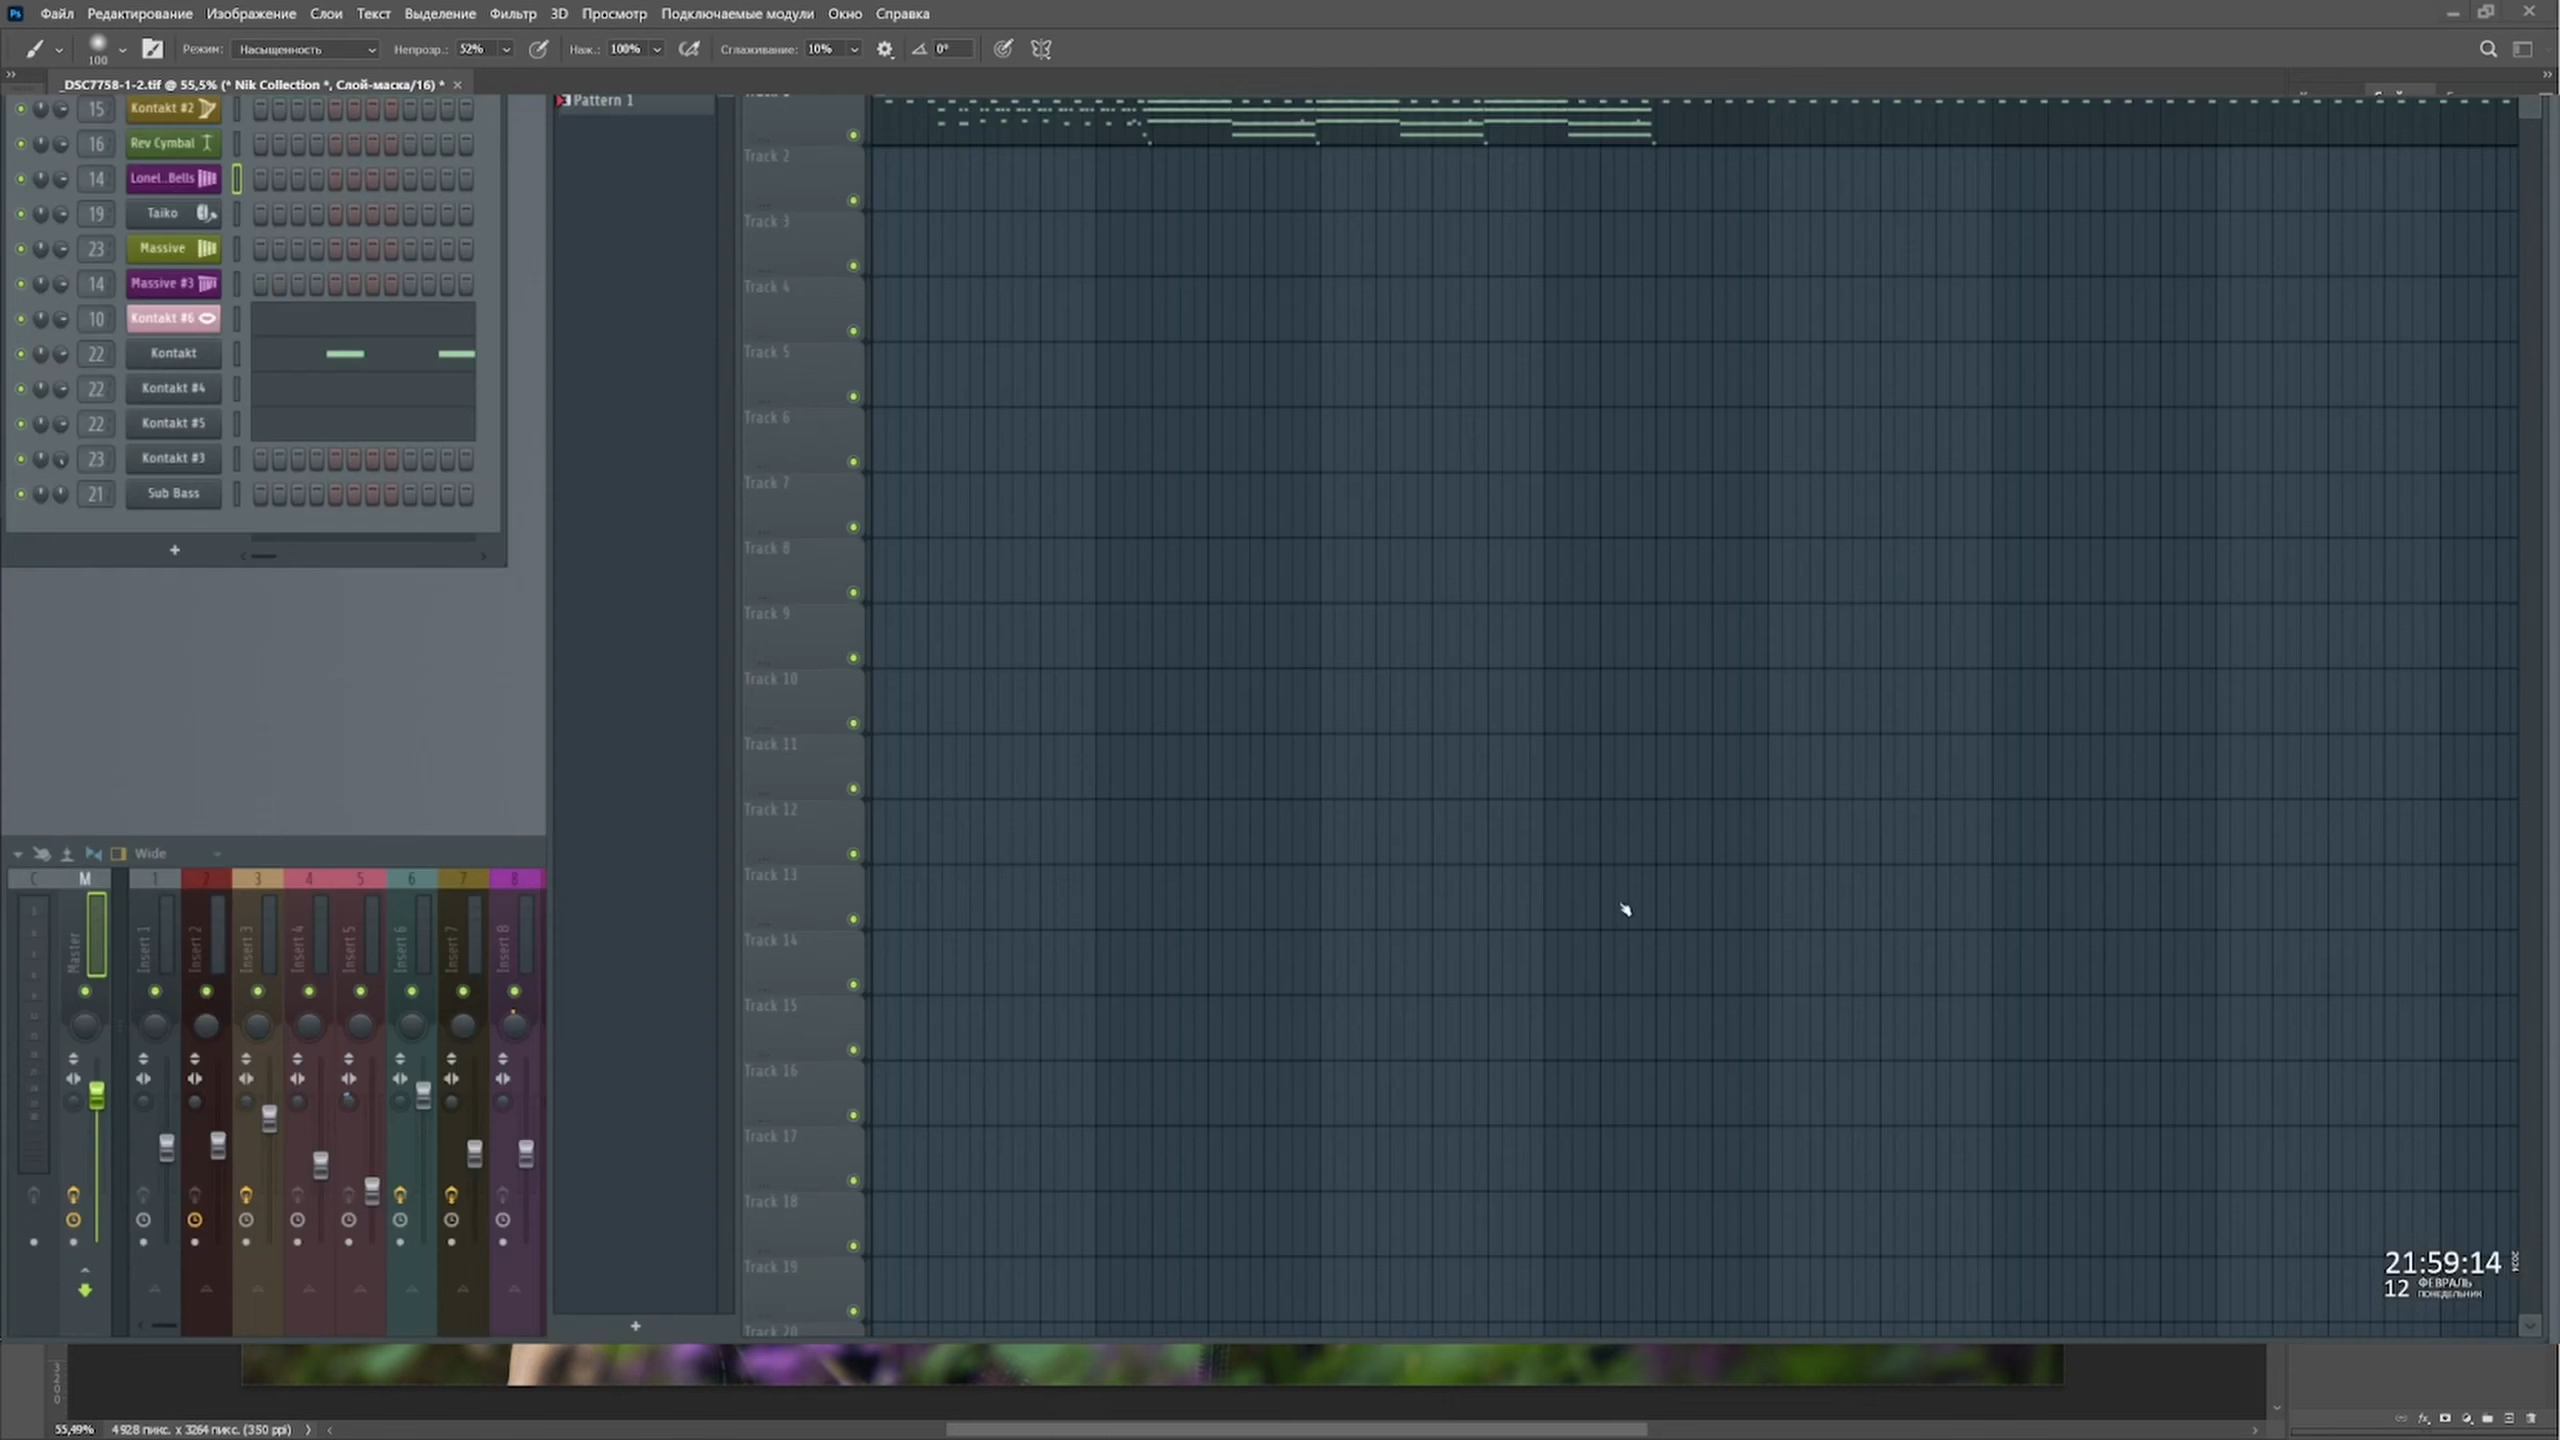 Файл Редактирование Изображение Слои Текст Выделение Фильтр 3D Просмотр Подключаемые модули Окно Справка
100 Режим: Насыщенность Непрозр.: 52% Наж.: 100% Сглаживание: 10% 0°
_DSC7758-1-2.tif @ 55,5% (* Nik Collection *, Слой-маска/16) *
15 Kontakt #2
16 Rev Cymbal
14 Lonel..Bells
19 Taiko
23 Massive
14 Massive #3
10 Kontakt #6
22 Kontakt
22 Kontakt #4
22 Kontakt #5
23 Kontakt #3
21 Sub Bass
Pattern 1
Track 2
Track 3
Track 4
Track 5
Track 6
Track 7
Track 8
Track 9
Track 10
Track 11
Track 12
Track 13
Track 14
Track 15
Track 16
Track 17
Track 18
Track 19
Track 20
Wide
C M 1 2 3 4 5 6 7 8
Master Insert 1 Insert 2 Insert 3 Insert 4 Insert 5 Insert 6 Insert 7 Insert 8
21:59:14 2024
12 ФЕВРАЛЬ
ПОНЕДЕЛЬНИК
55,49% 4928 пикс. x 3264 пикс. (350 ppi)